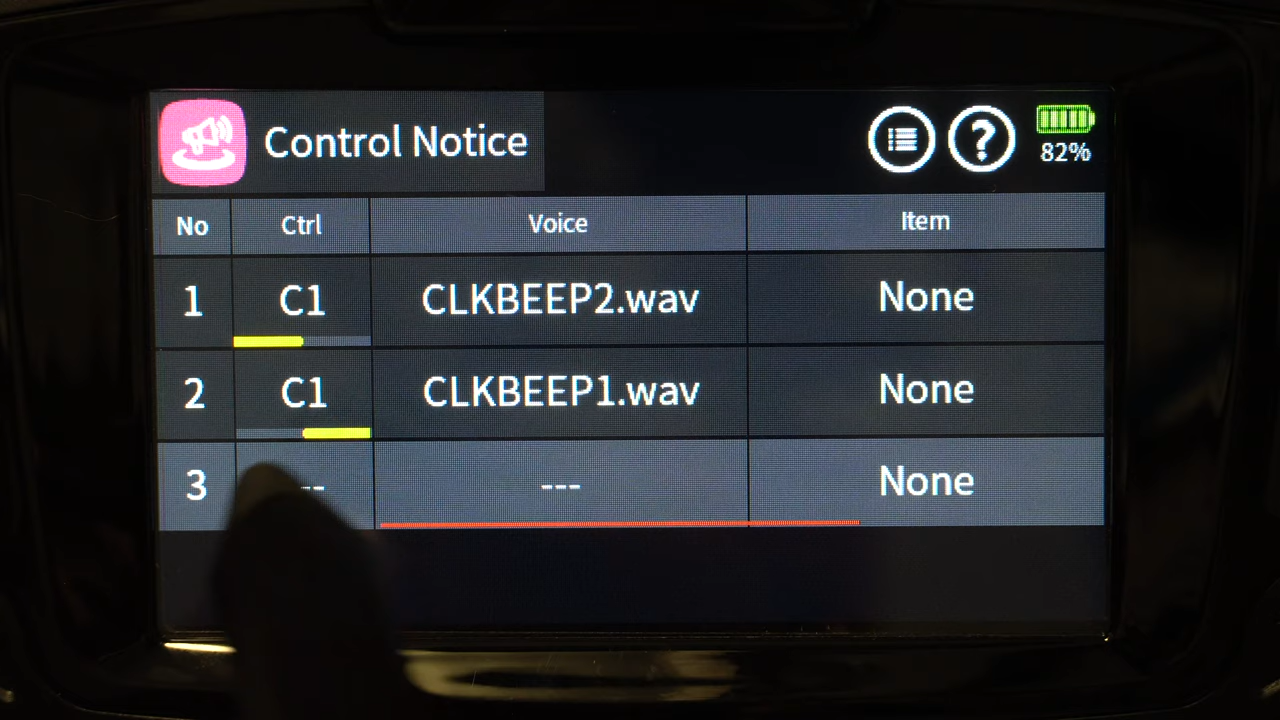 Control Notice
82%
No Ctrl Voice Item
1 C1 CLKBEEP2.wav None
2 C1 CLKBEEP1.wav None
3 --- None